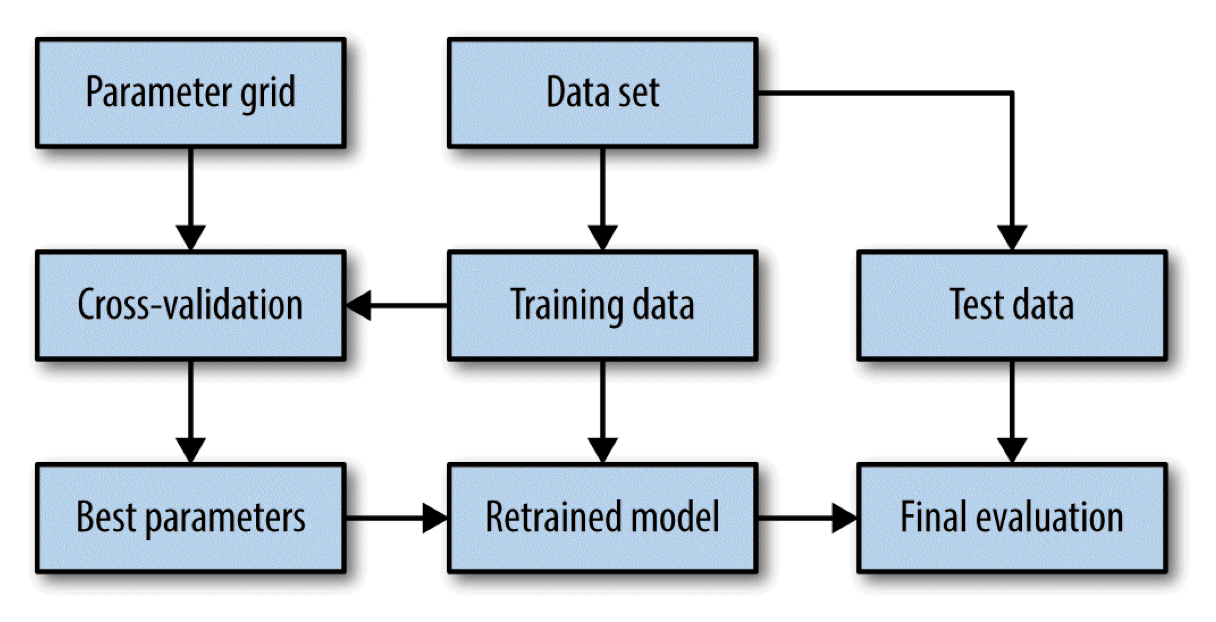 Parameter grid
Data set
Cross-validation
Training data
Test data
Best parameters
Retrained model
Final evaluation